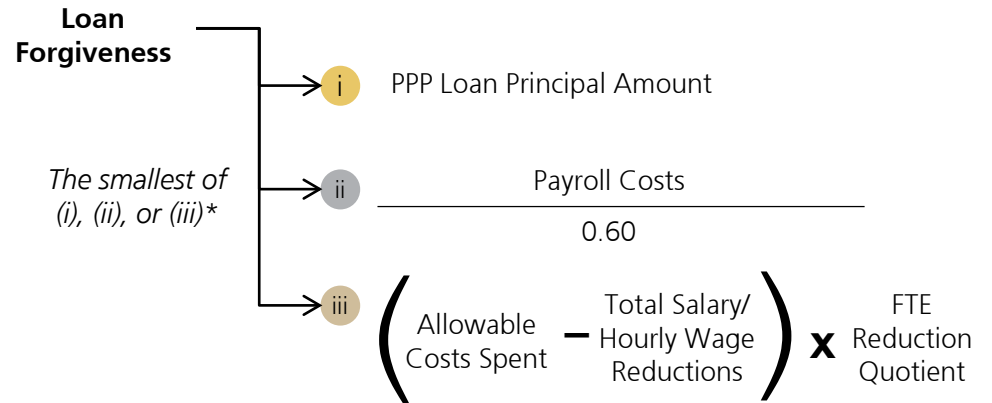 Loan
Forgiveness
i PPP Loan Principal Amount
The smallest of
(i), (ii), or (iii)*
ii Payroll Costs
0.60
iii ( Allowable
Costs Spent – Total Salary/
Hourly Wage
Reductions ) x FTE
Reduction
Quotient